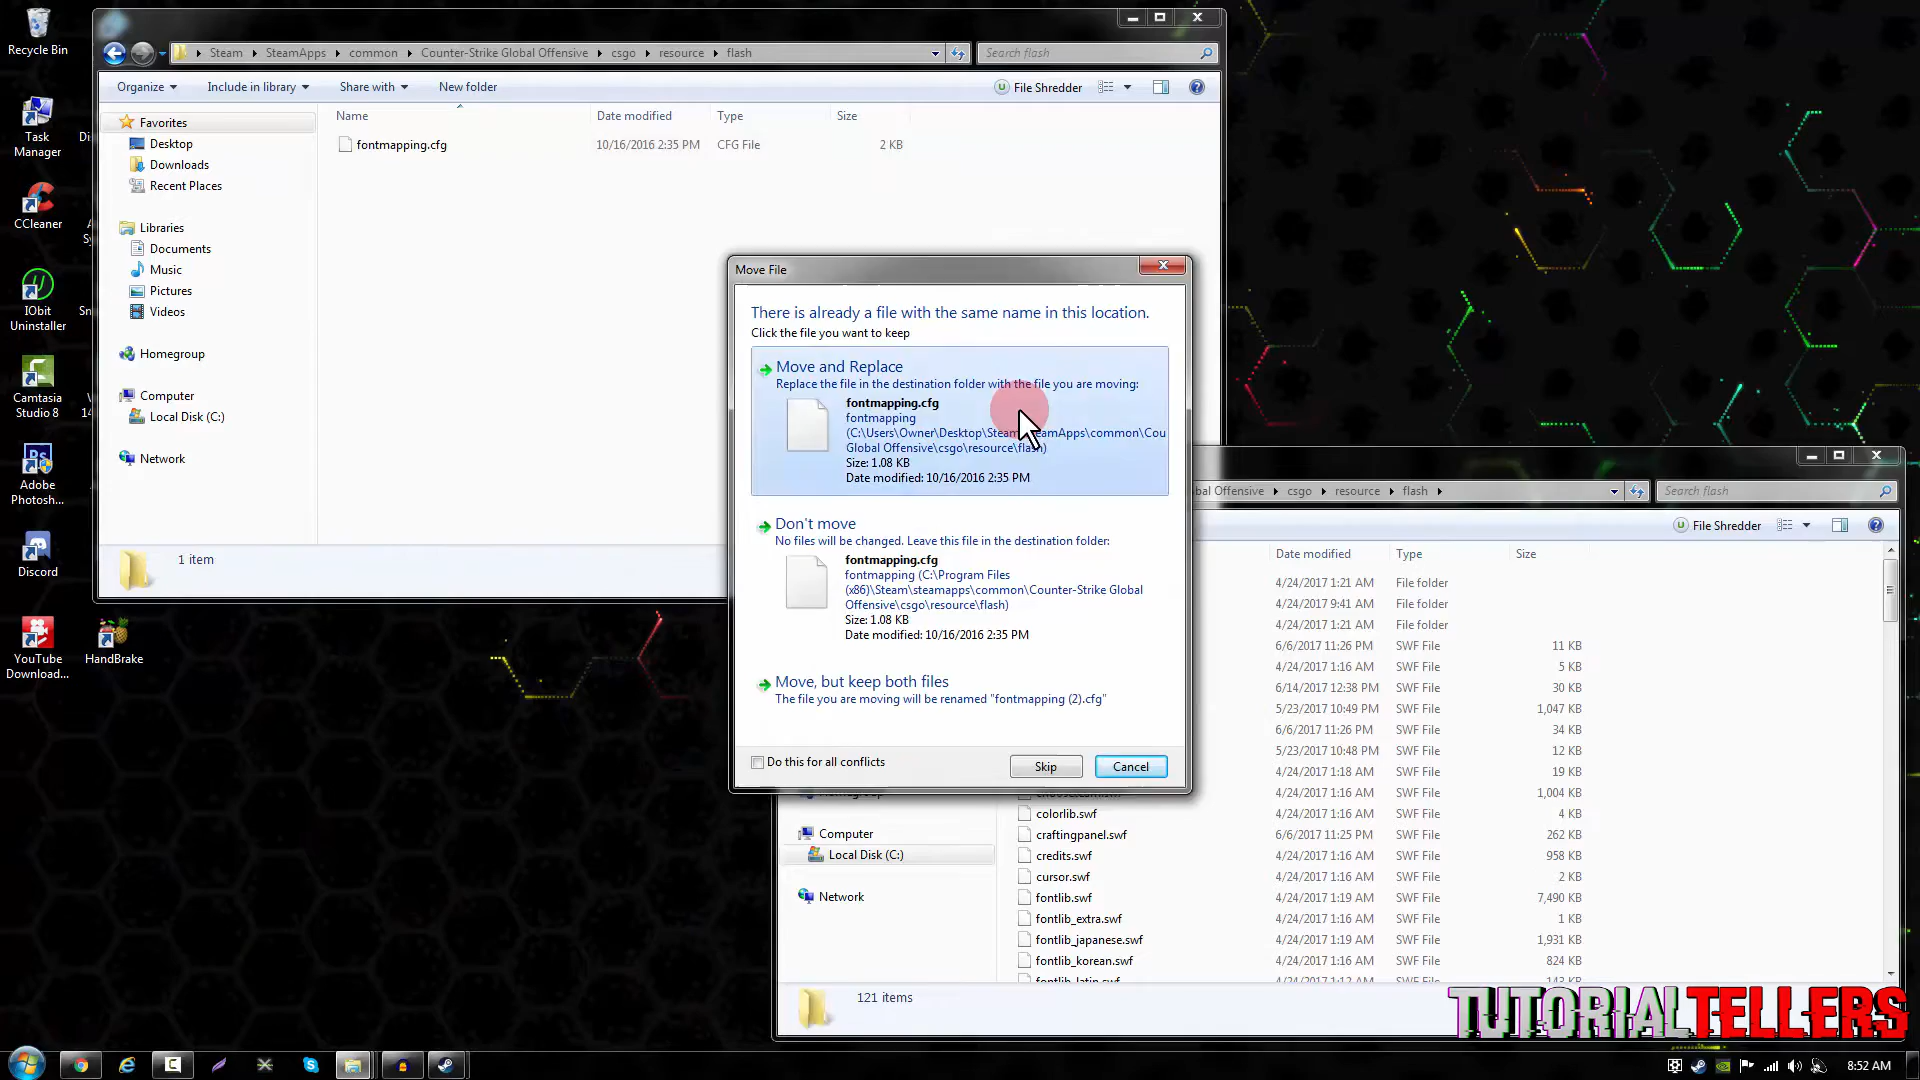 Recycle Bin
Task
Manager
CCleaner
IObit
Uninstaller
Camtasia
Studio 8
Adobe
Photosh...
Discord
YouTube
Download...
HandBrake
Steam
SteamApps
common
Counter-Strike Global Offensive
csgo
resource
flash
Search flash
Organize
Include in library
Share with
New folder
File Shredder
Name
Date modified
Type
Size
fontmapping.cfg
10/16/2016 2:35 PM
CFG File
2 KB
Favorites
Desktop
Downloads
Recent Places
Libraries
Documents
Music
Pictures
Videos
Homegroup
Computer
Local Disk (C:)
Network
1 item
Move File
There is already a file with the same name in this location.
Click the file you want to keep
Move and Replace
Replace the file in the destination folder with the file you are moving:
fontmapping.cfg
fontmapping
(C:\Users\Owner\Desktop\Steam\SteamApps\common\Cou
Global Offensive\csgo\resource\flash)
Size: 1.08 KB
Date modified: 10/16/2016 2:35 PM
Don't move
No files will be changed. Leave this file in the destination folder:
fontmapping.cfg
fontmapping (C:\Program Files
(x86)\Steam\steamapps\common\Counter-Strike Global
Offensive\csgo\resource\flash)
Size: 1.08 KB
Date modified: 10/16/2016 2:35 PM
Move, but keep both files
The file you are moving will be renamed "fontmapping (2).cfg"
Do this for all conflicts
Skip
Cancel
bal Offensive
csgo
resource
flash
Search flash
File Shredder
Date modified
Type
Size
4/24/2017 1:21 AM File folder
4/24/2017 9:41 AM File folder
4/24/2017 1:21 AM File folder
6/6/2017 11:26 PM SWF File 11 KB
4/24/2017 1:16 AM SWF File 5 KB
6/14/2017 12:38 PM SWF File 30 KB
5/23/2017 10:49 PM SWF File 1,047 KB
6/6/2017 11:26 PM SWF File 34 KB
5/23/2017 10:48 PM SWF File 12 KB
4/24/2017 1:18 AM SWF File 19 KB
4/24/2017 1:16 AM SWF File 1,004 KB
colorlib.swf 4/24/2017 1:16 AM SWF File 4 KB
craftingpanel.swf 6/6/2017 11:25 PM SWF File 262 KB
credits.swf 4/24/2017 1:16 AM SWF File 958 KB
cursor.swf 4/24/2017 1:16 AM SWF File 2 KB
fontlib.swf 4/24/2017 1:19 AM SWF File 7,490 KB
fontlib_extra.swf 4/24/2017 1:16 AM SWF File 1 KB
fontlib_japanese.swf 4/24/2017 1:19 AM SWF File 1,931 KB
fontlib_korean.swf 4/24/2017 1:16 AM SWF File 824 KB
Computer
Local Disk (C:)
Network
121 items
TUTORIALTELLERS
8:52 AM